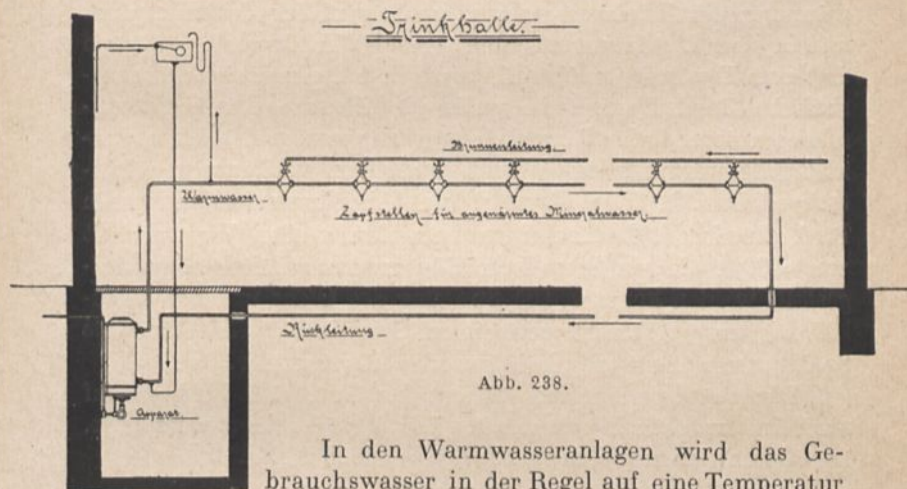 Trinkhalle.
Brunnenleitung.
Warmwasser.
Zapfstellen für angewärmtes Mineralwasser.
Rückleitung
Abb. 238.
Apparat.
In den Warmwasseranlagen wird das Ge-
brauchswasser in der Regel auf eine Temperatur